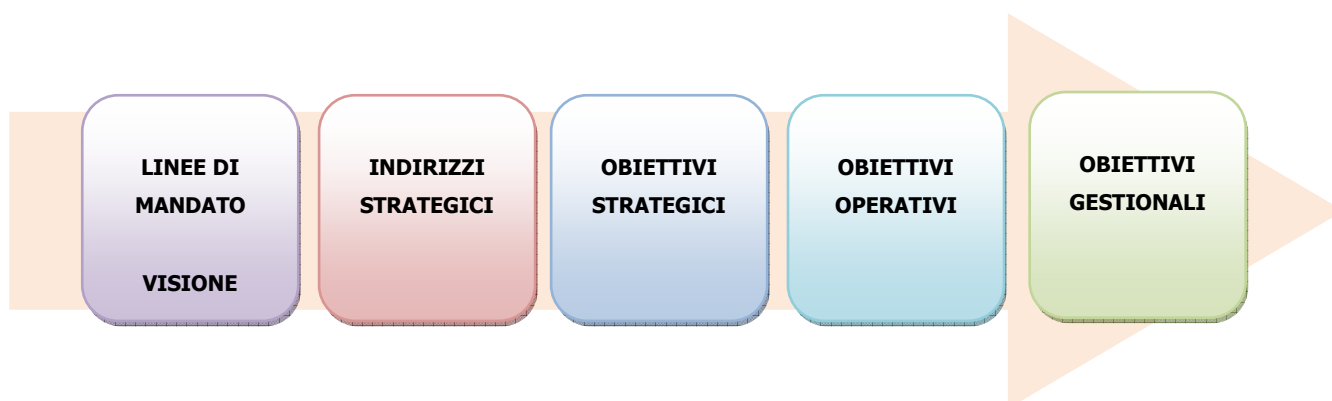 LINEE DI
MANDATO
VISIONE
INDIRIZZI
STRATEGICI
OBIETTIVI
STRATEGICI
OBIETTIVI
OPERATIVI
OBIETTIVI
GESTIONALI